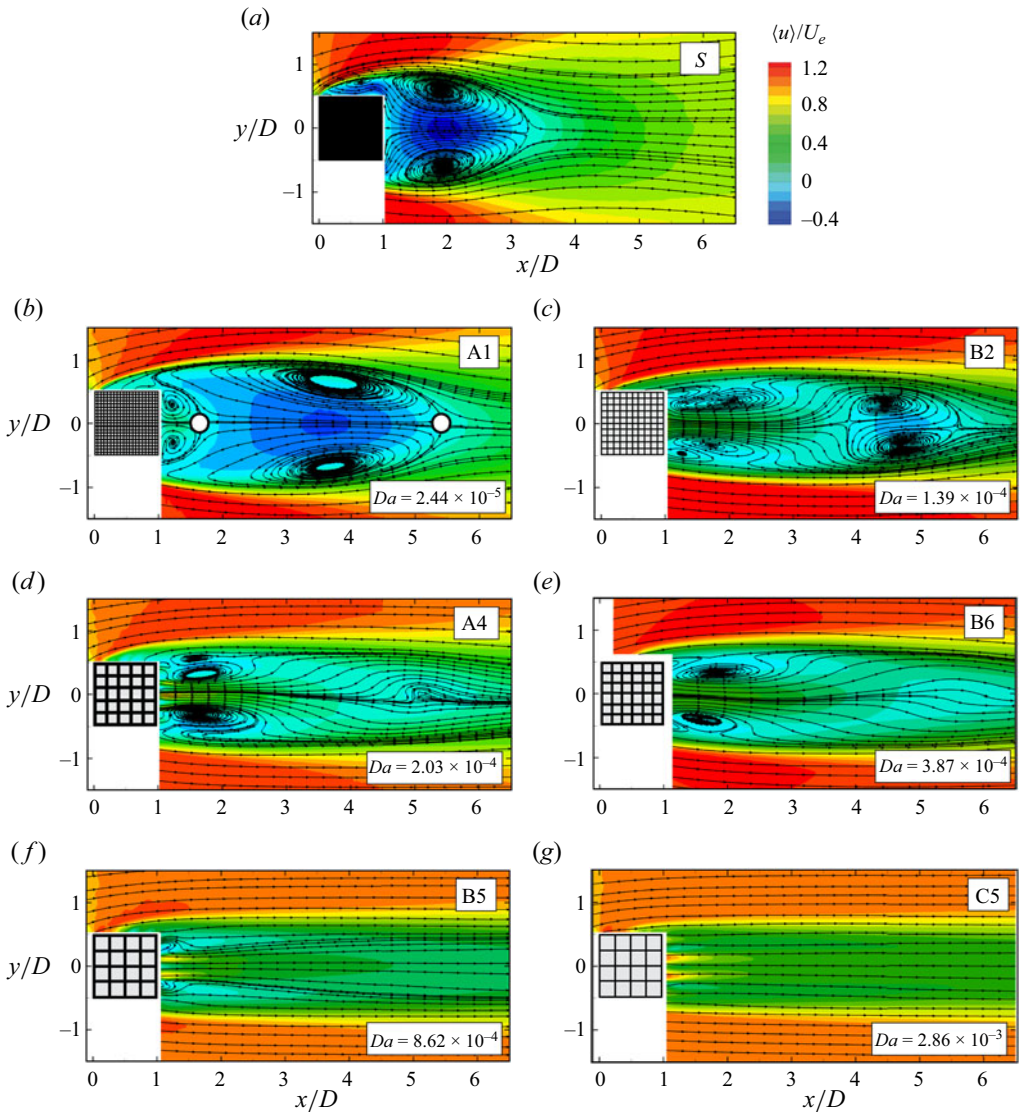 (a)
⟨u⟩/U_e
S
1
0
–1
y/D
1.2
0.8
0.4
0
–0.4
0 1 2 3 4 5 6
x/D
(b) (c)
A1 B2
1 1
y/D 0 0
–1 –1
Da = 2.44 × 10⁻⁵ Da = 1.39 × 10⁻⁴
0 1 2 3 4 5 6 0 1 2 3 4 5 6
(d) (e)
A4 B6
1 1
y/D 0 0
–1 –1
Da = 2.03 × 10⁻⁴ Da = 3.87 × 10⁻⁴
0 1 2 3 4 5 6 0 1 2 3 4 5 6
(f) (g)
B5 C5
1 1
y/D 0 0
–1 –1
Da = 8.62 × 10⁻⁴ Da = 2.86 × 10⁻³
0 1 2 3 4 5 6 0 1 2 3 4 5 6
x/D x/D